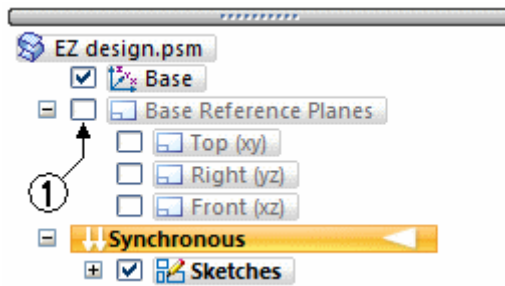 EZ design.psm
Base
Base Reference Planes
Top (xy)
Right (yz)
Front (xz)
1
Synchronous
Sketches